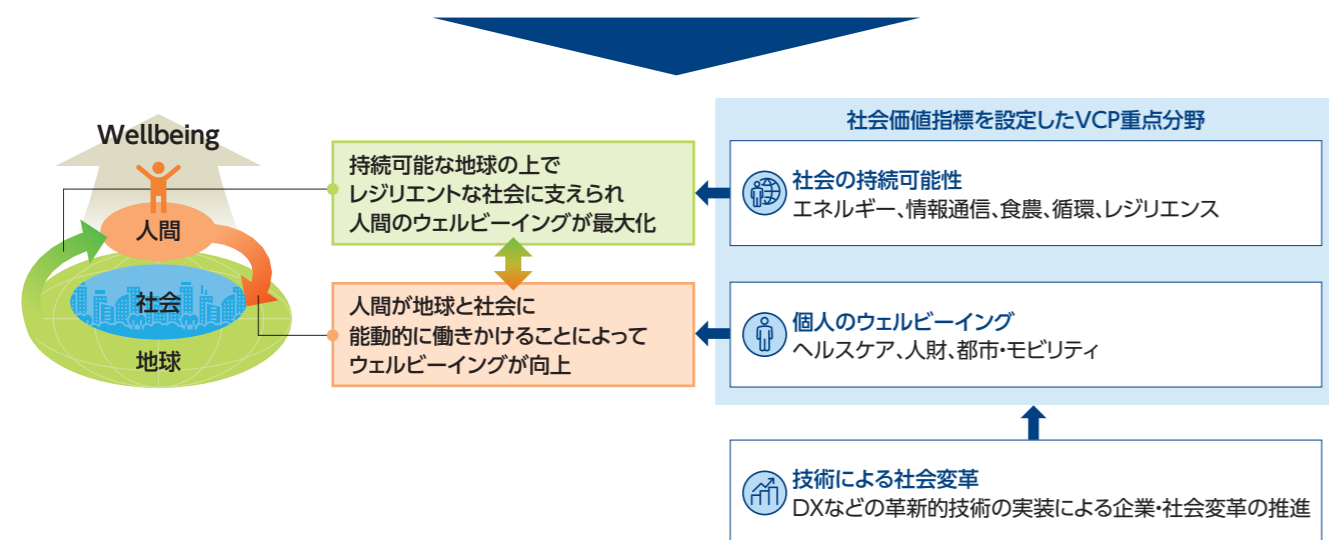 Wellbeing
人間
社会
地球
持続可能な地球の上で
レジリエントな社会に支えられ
人間のウェルビーイングが最大化
人間が地球と社会に
能動的に働きかけることによって
ウェルビーイングが向上
社会価値指標を設定したVCP重点分野
社会の持続可能性
エネルギー、情報通信、食農、循環、レジリエンス
個人のウェルビーイング
ヘルスケア、人財、都市・モビリティ
技術による社会変革
DXなどの革新的技術の実装による企業・社会変革の推進